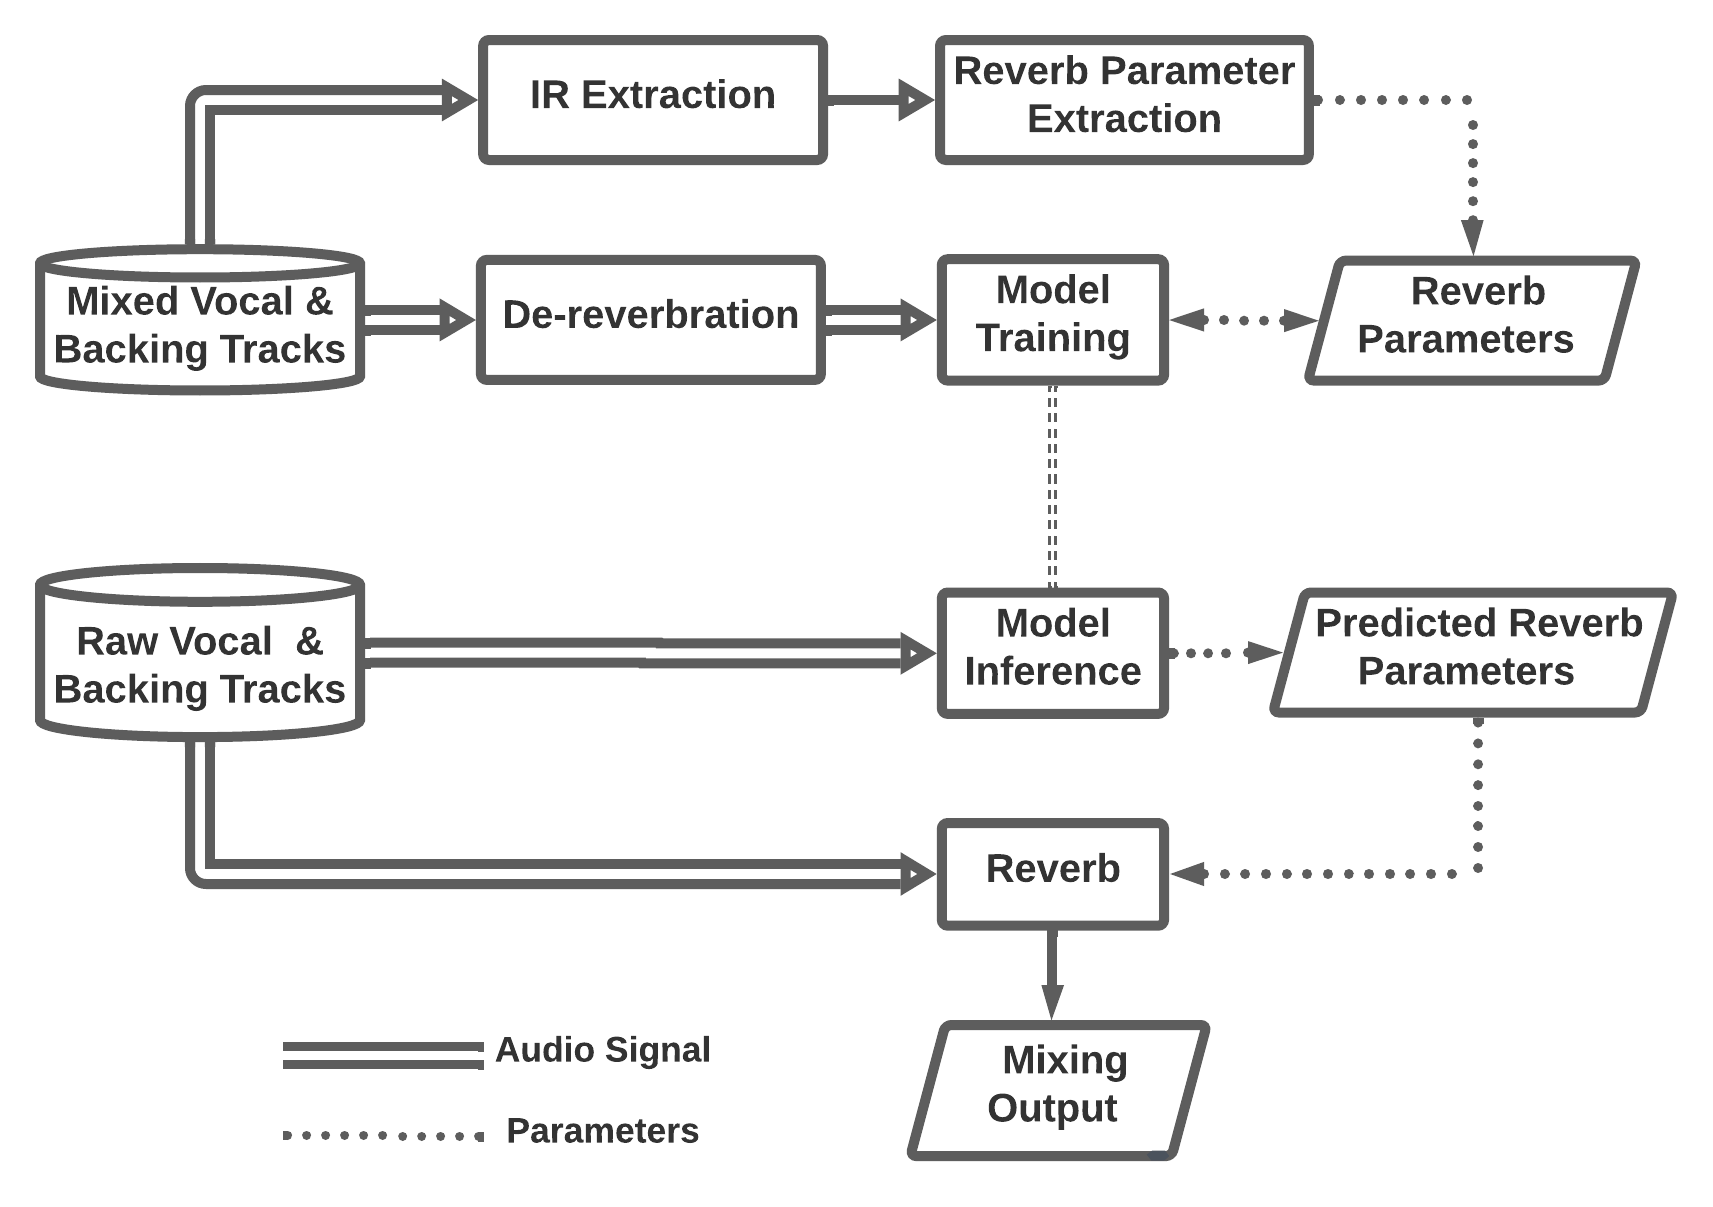 IR Extraction
Reverb Parameter
Extraction
Mixed Vocal &
Backing Tracks
De-reverbration
Model
Training
Reverb
Parameters
Raw Vocal  &
Backing Tracks
Model
Inference
Predicted Reverb
Parameters
Reverb
Mixing
Output
Audio Signal
Parameters